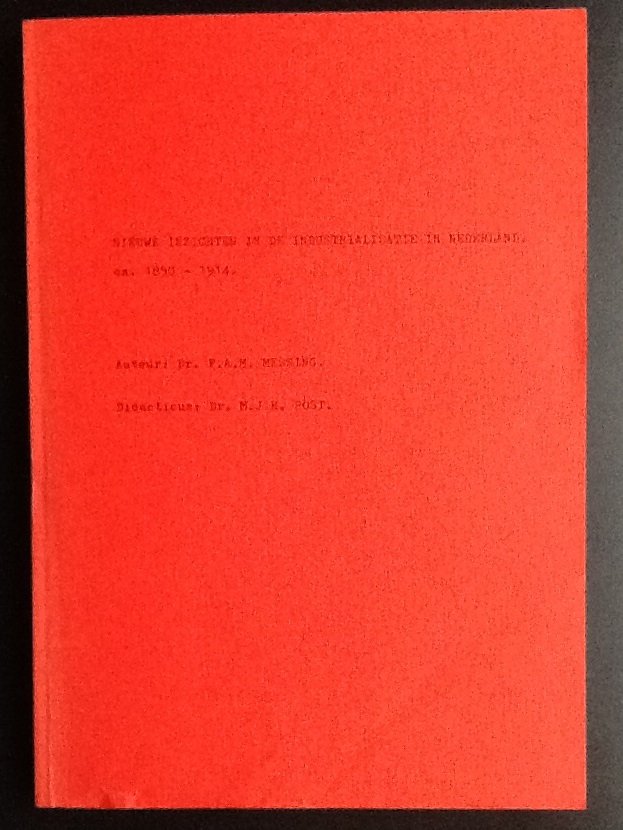 NIEUWE INZICHTEN IN DE INDUSTRIALISATIE IN NEDERLAND.
ca. 1850 - 1914.
Auteur: Dr. F.A.M. MESSING.
Didacticus: Dr. M.J.H. POST.